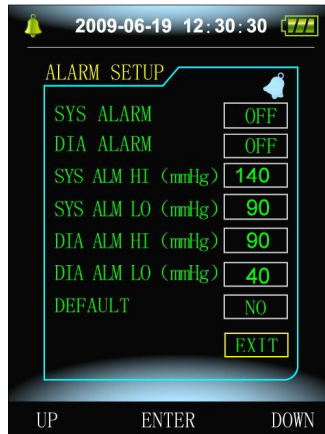 2009-06-19 12:30:30
ALARM SETUP
SYS ALARM OFF
DIA ALARM OFF
SYS ALM HI (mmHg) 140
SYS ALM LO (mmHg) 90
DIA ALM HI (mmHg) 90
DIA ALM LO (mmHg) 40
DEFAULT NO
EXIT
UP ENTER DOWN